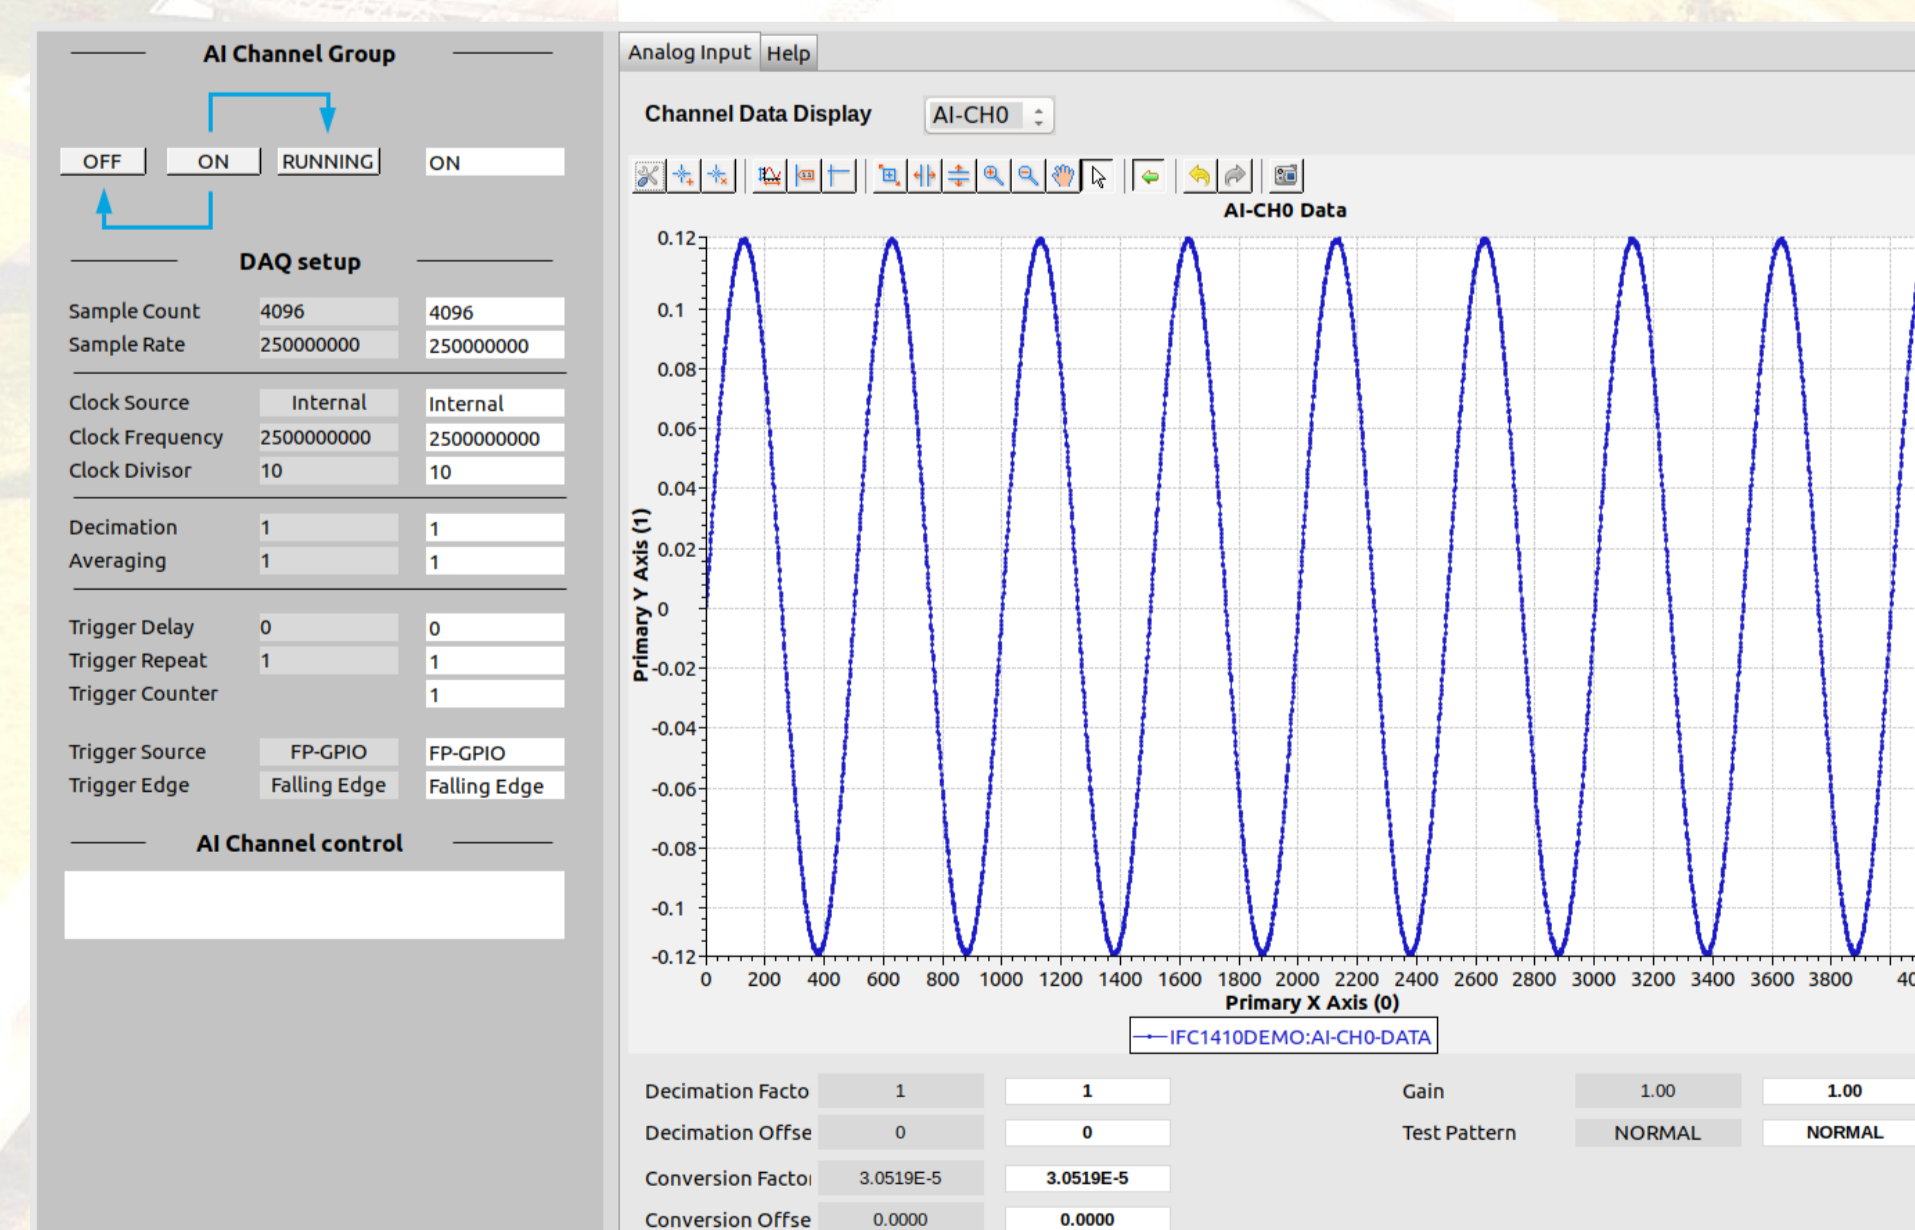 AI Channel Group
OFF ON RUNNING ON
DAQ setup
Sample Count 4096 4096
Sample Rate 250000000 250000000
Clock Source Internal Internal
Clock Frequency 2500000000 2500000000
Clock Divisor 10 10
Decimation 1 1
Averaging 1 1
Trigger Delay 0 0
Trigger Repeat 1 1
Trigger Counter 1
Trigger Source FP-GPIO FP-GPIO
Trigger Edge Falling Edge Falling Edge
AI Channel control
Analog Input Help
Channel Data Display AI-CH0
AI-CH0 Data
0.12
0.1
0.08
0.06
0.04
0.02
0
-0.02
-0.04
-0.06
-0.08
-0.1
-0.12
Primary Y Axis (1)
0 200 400 600 800 1000 1200 1400 1600 1800 2000 2200 2400 2600 2800 3000 3200 3400 3600 3800 40
Primary X Axis (0)
IFC1410DEMO:AI-CH0-DATA
Decimation Facto 1 1 Gain 1.00 1.00
Decimation Offse 0 0 Test Pattern NORMAL NORMAL
Conversion Factor 3.0519E-5 3.0519E-5
Conversion Offse 0.0000 0.0000